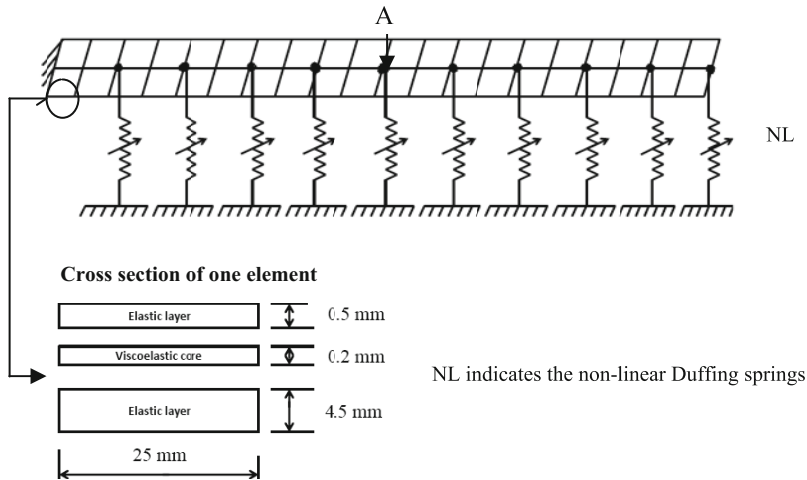 A
NL
Cross section of one element
Elastic layer
0.5 mm
Viscoelastic core
0.2 mm
NL indicates the non-linear Duffing springs
Elastic layer
4.5 mm
25 mm